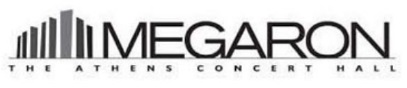 MEGARON
THE ATHENS CONCERT HALL